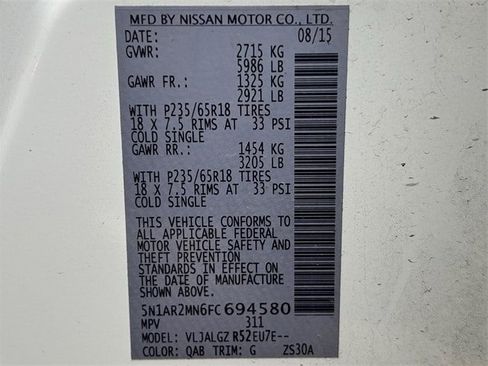 MFD BY NISSAN MOTOR CO., LTD.
DATE: 08/15
GVWR: 2715 KG
5986 LB
GAWR FR.: 1325 KG
2921 LB
WITH P235/65R18 TIRES
18 X 7.5 RIMS AT 33 PSI
COLD SINGLE
GAWR RR.: 1454 KG
3205 LB
WITH P235/65R18 TIRES
18 X 7.5 RIMS AT 33 PSI
COLD SINGLE
THIS VEHICLE CONFORMS TO
ALL APPLICABLE FEDERAL
MOTOR VEHICLE SAFETY AND
THEFT PREVENTION
STANDARDS IN EFFECT ON
THE DATE OF MANUFACTURE
SHOWN ABOVE.
5N1AR2MN6FC694580
MPV 311
MODEL: VLJALGZ R52EU7E--
COLOR: QAB TRIM: G ZS30A